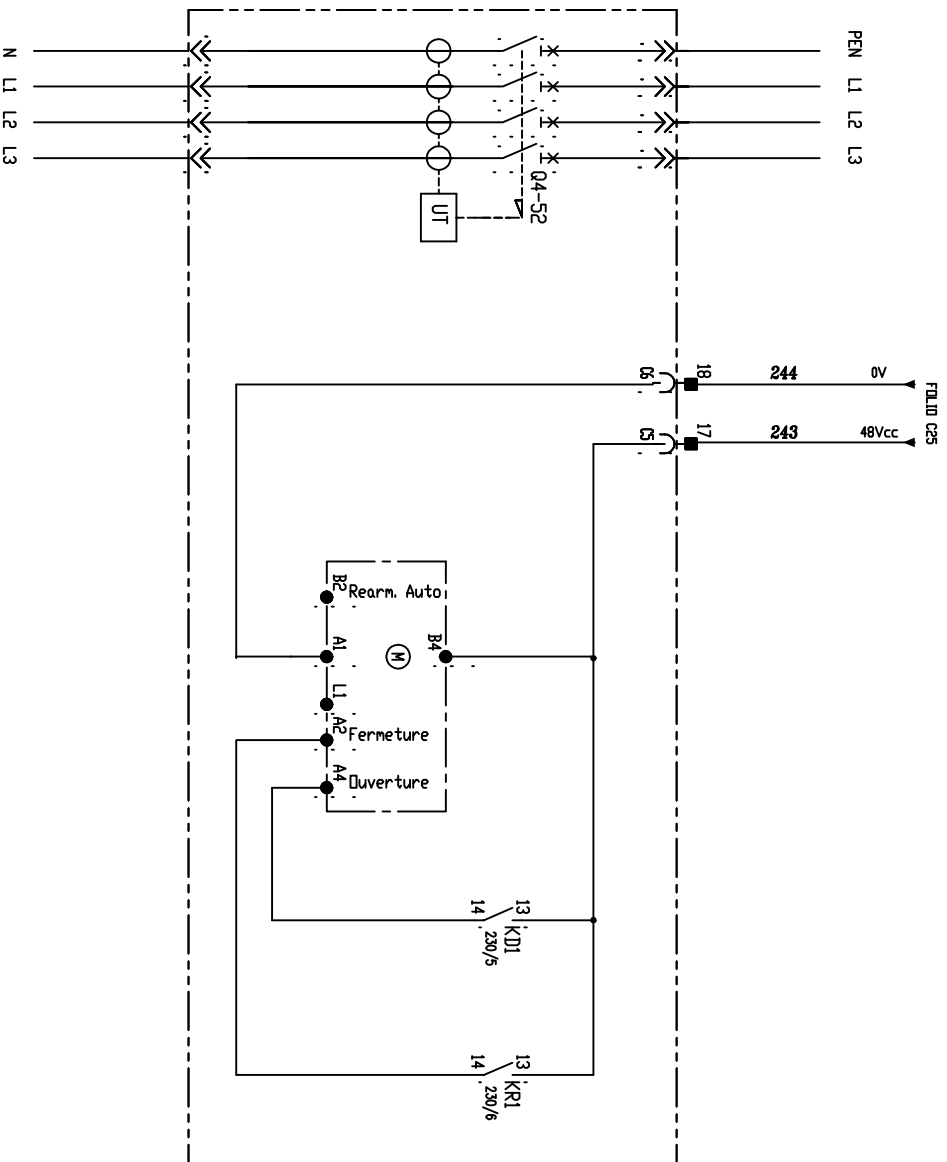 PEN
L1
L2
L3
N
L1
L2
L3
Q4-52
UT
FOLIO C25
0V
244
18
C6
48Vcc
243
17
C5
B2
Rearm. Auto
A1
M
B4
L1
A2
Fermeture
A4
Ouverture
13
14
KD1
230/5
13
14
KR1
230/6